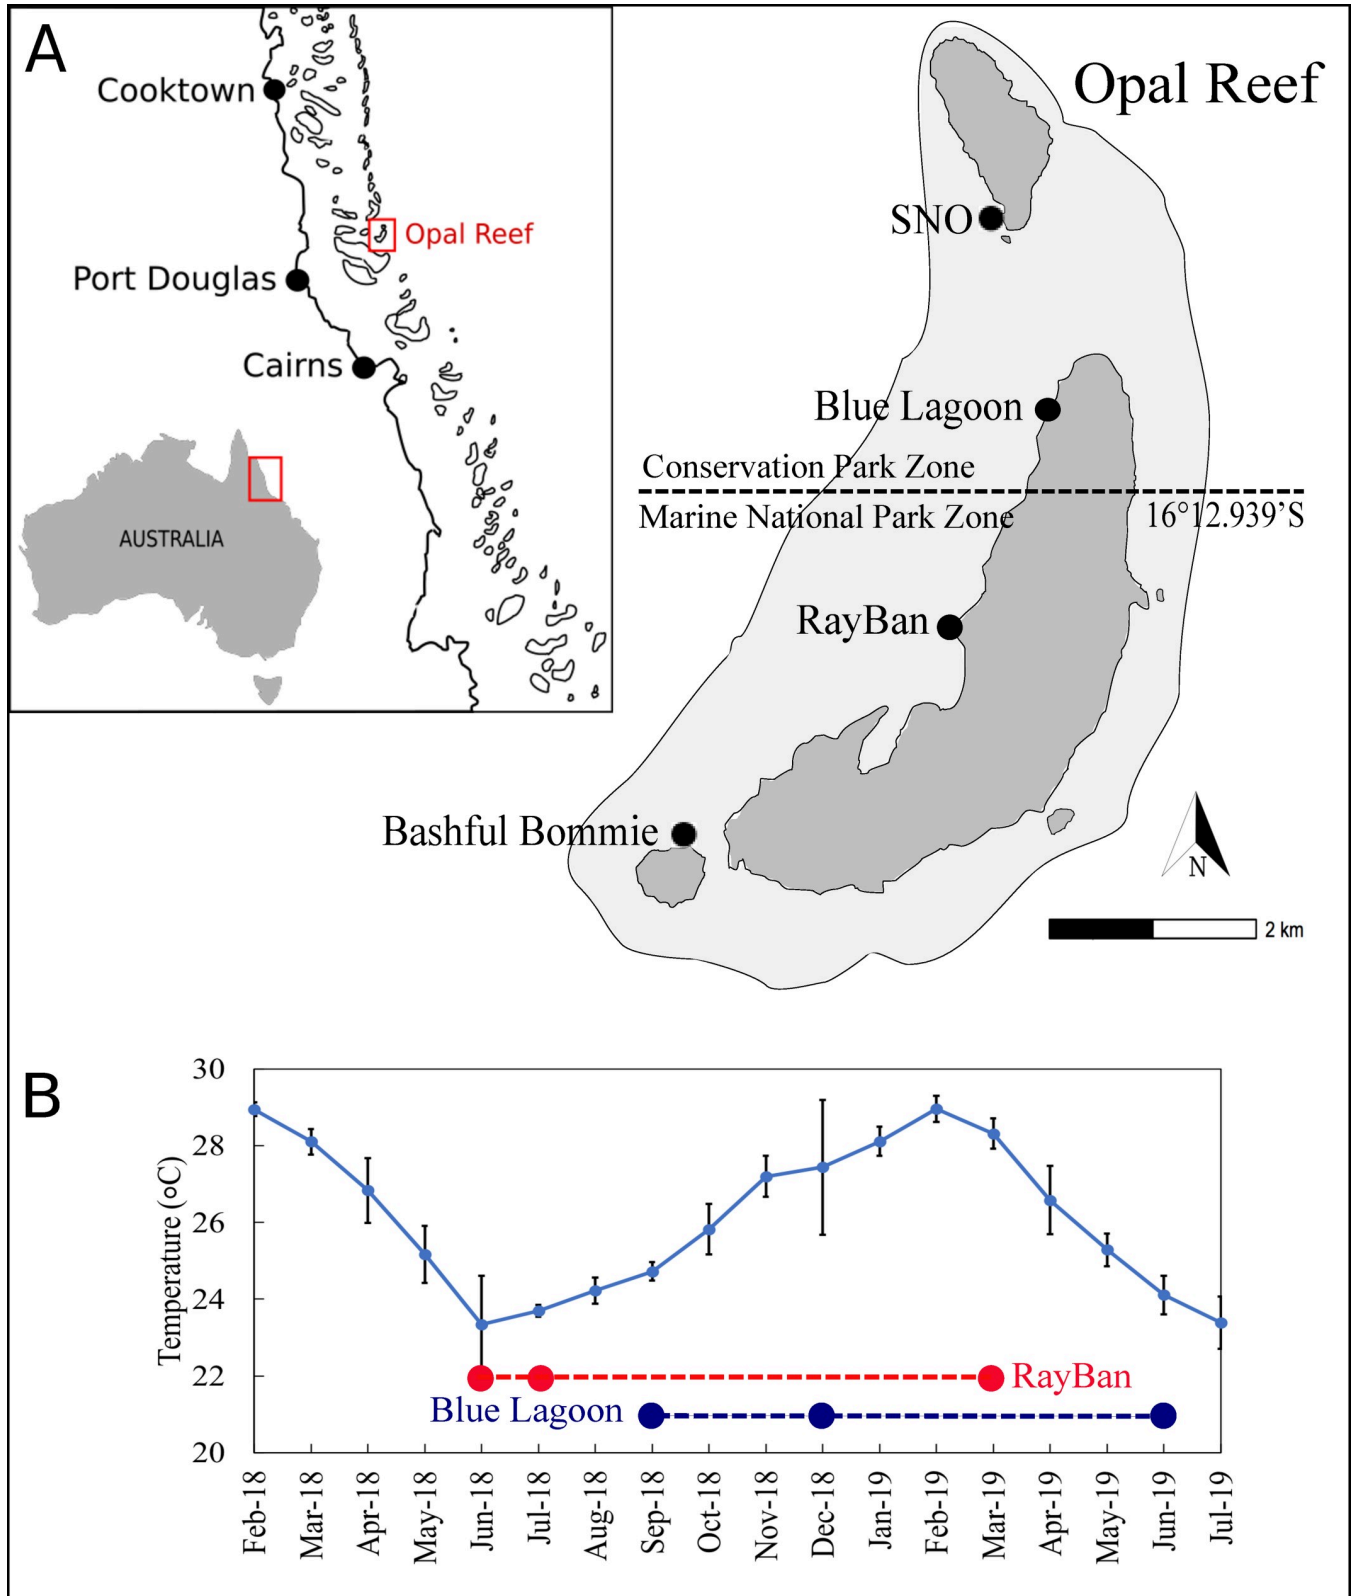 A
Cooktown
Opal Reef
Port Douglas
Cairns
AUSTRALIA
Opal Reef
SNO
Blue Lagoon
Conservation Park Zone
Marine National Park Zone
16°12.939’S
RayBan
Bashful Bommie
N
2 km
B
Temperature (oC)
30
28
26
24
22
20
RayBan
Blue Lagoon
Feb-18
Mar-18
Apr-18
May-18
Jun-18
Jul-18
Aug-18
Sep-18
Oct-18
Nov-18
Dec-18
Jan-19
Feb-19
Mar-19
Apr-19
May-19
Jun-19
Jul-19